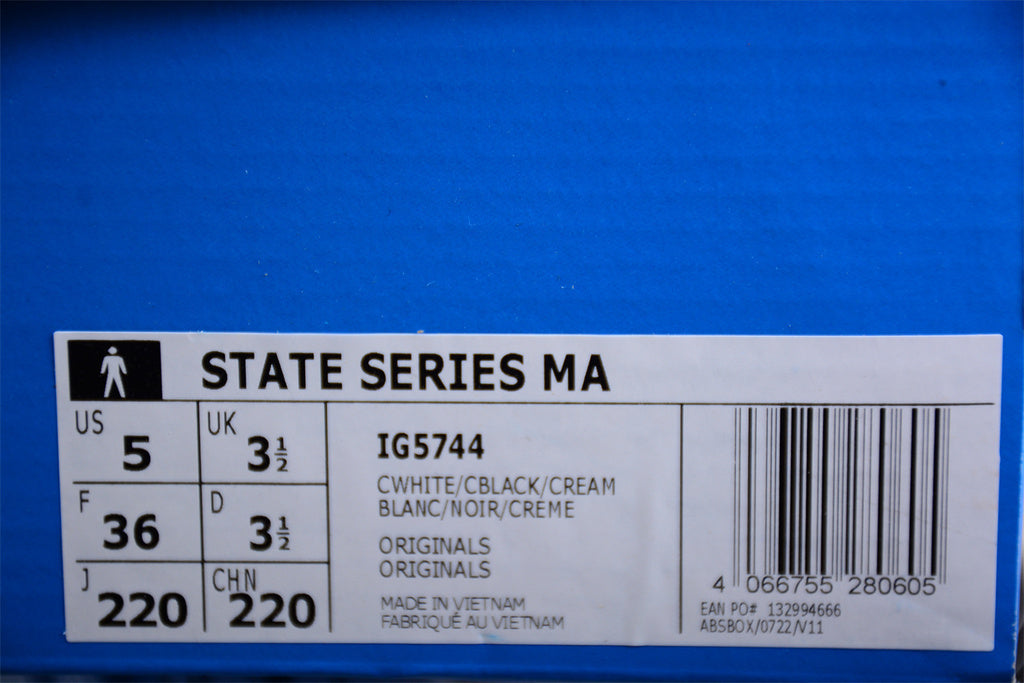 STATE SERIES MA
US 5
UK 3½
F 36
D 3½
J 220
CHN 220
IG5744
CWHITE/CBLACK/CREAM
BLANC/NOIR/CREME
ORIGINALS
ORIGINALS
MADE IN VIETNAM
FABRIQUÉ AU VIETNAM
4 066755 280605
EAN PO# 132994666
ABSBOX/0722/V11